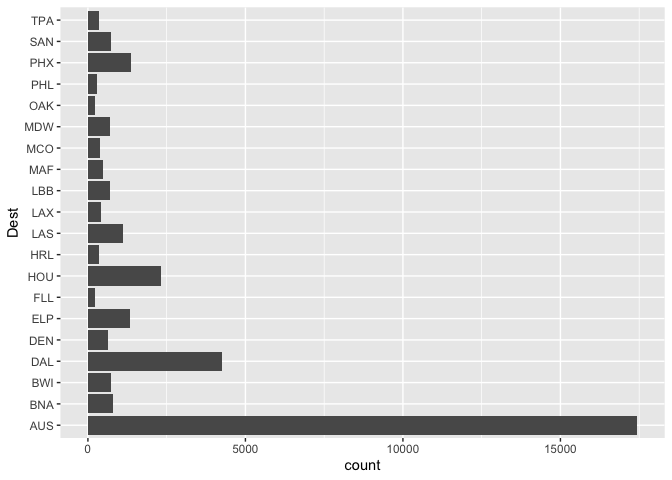 TPA
SAN
PHX
PHL
OAK
MDW
MCO
MAF
LBB
LAX
LAS
HRL
HOU
FLL
ELP
DEN
DAL
BWI
BNA
AUS
Dest
0 5000 10000 15000
count